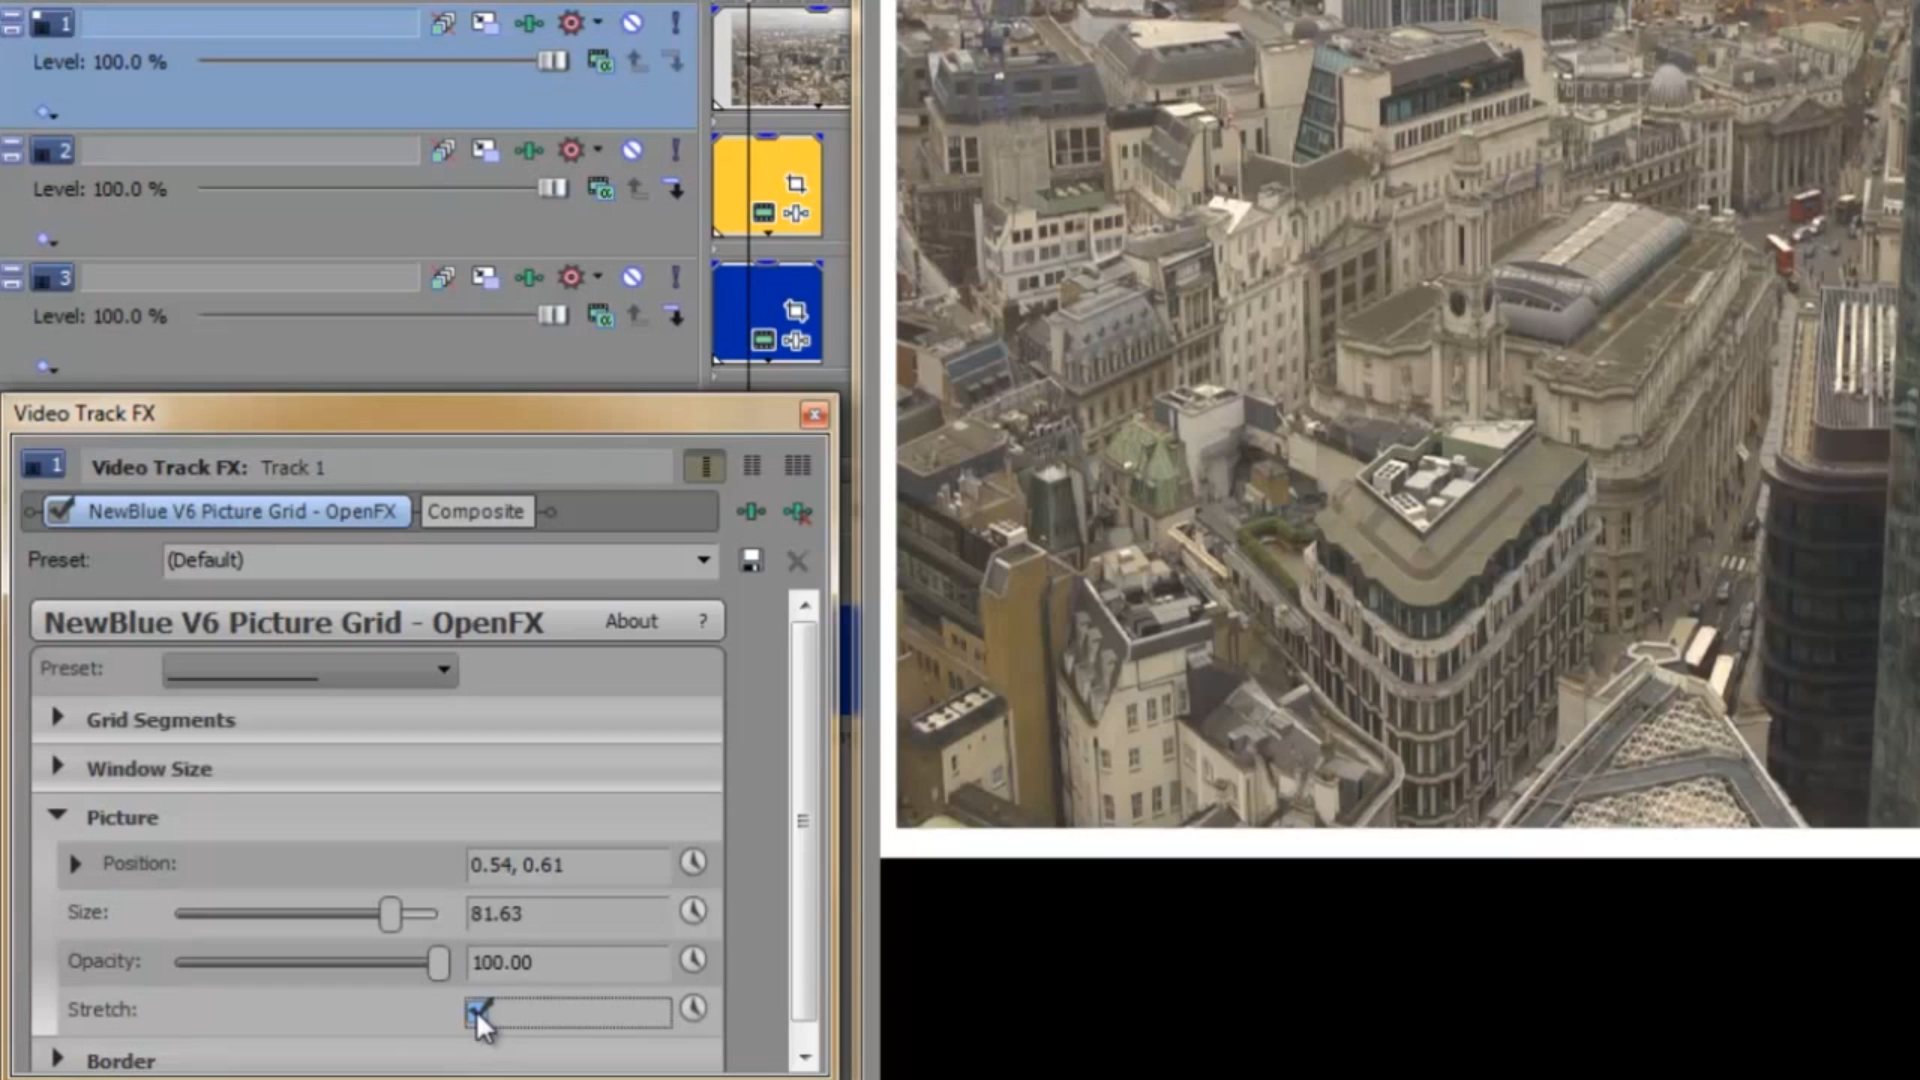 1
Level: 100.0 %
2
Level: 100.0 %
3
Level: 100.0 %
Video Track FX
1 Video Track FX: Track 1
NewBlue V6 Picture Grid - OpenFX Composite
Preset: (Default)
NewBlue V6 Picture Grid - OpenFX About ?
Preset:
Grid Segments
Window Size
Picture
Position: 0.54, 0.61
Size: 81.63
Opacity: 100.00
Stretch:
Border